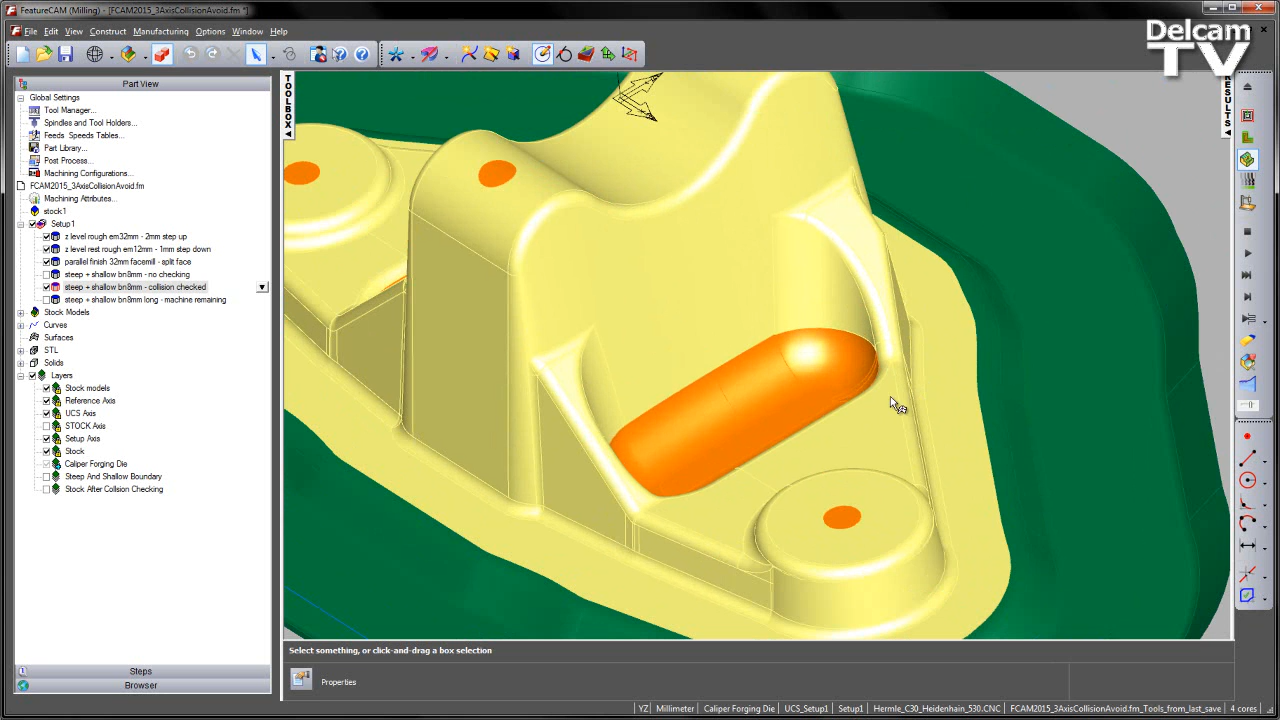 FeatureCAM (Milling) - [FCAM2015_3AxisCollisionAvoid.fm *]
File Edit View Construct Manufacturing Options Window Help
Delcam
TV
Part View
Global Settings
Tool Manager...
Spindles and Tool Holders...
Feeds  Speeds Tables...
Part Library...
Post Process...
Machining Configurations...
FCAM2015_3AxisCollisionAvoid.fm
Machining Attributes...
stock1
Setup1
z level rough em32mm - 2mm step up
z level rest rough em12mm - 1mm step down
parallel finish 32mm facemill - split face
steep + shallow bn8mm - no checking
steep + shallow bn8mm - collision checked
steep + shallow bn8mm long - machine remaining
Stock Models
Curves
Surfaces
STL
Solids
Layers
Stock models
Reference Axis
UCS Axis
STOCK Axis
Setup Axis
Stock
Caliper Forging Die
Steep And Shallow Boundary
Stock After Collsion Checking
Steps
Browser
TOOLBOX
RESULTS
Select something, or click-and-drag a box selection
Properties
YZ Millimeter Caliper Forging Die UCS_Setup1 Setup1 Hermle_C30_Heidenhain_530.CNC FCAM2015_3AxisCollisionAvoid.fm_Tools_from_last_save 4 cores